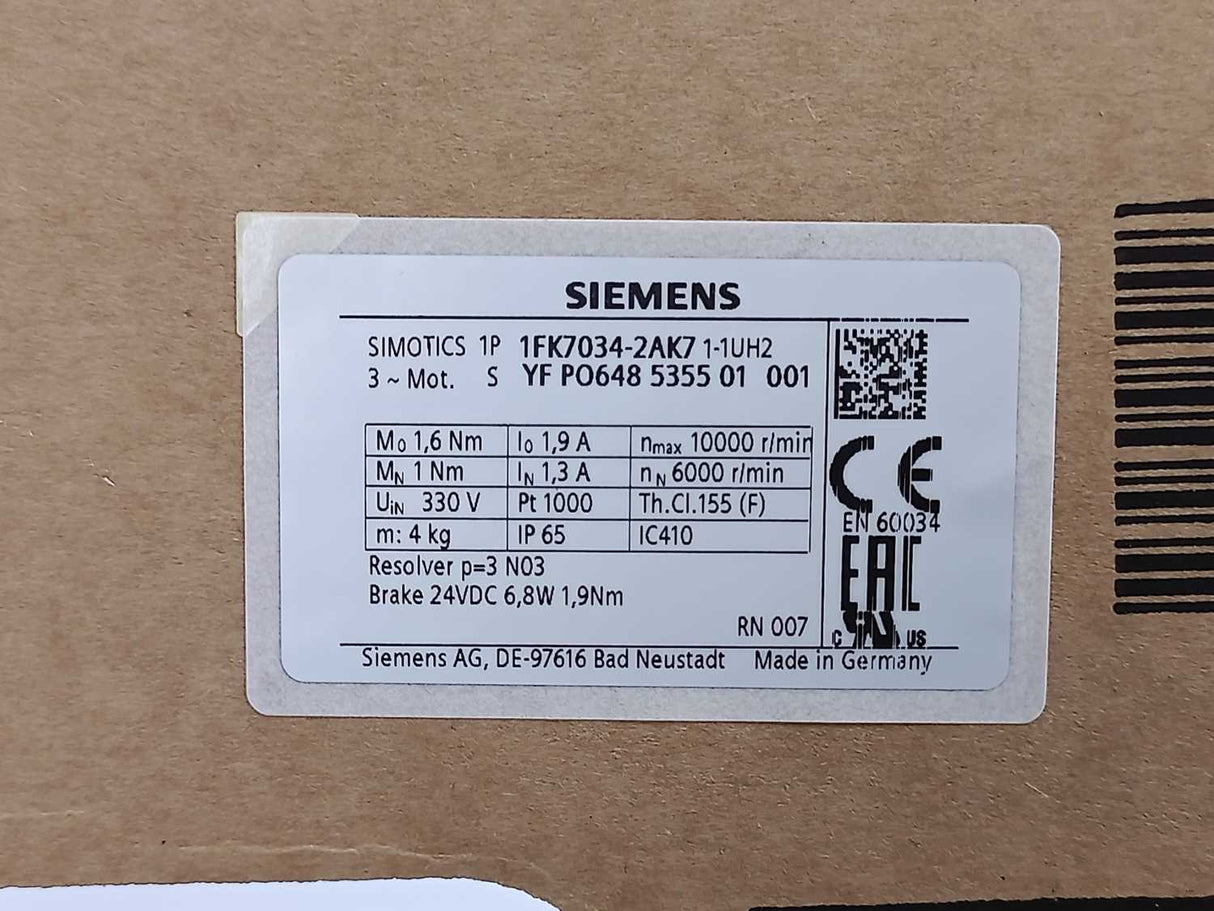 SIEMENS
SIMOTICS 1P 1FK7034-2AK7 1-1UH2
3 ~ Mot. S YF P0648 5355 01 001
M0 1,6 Nm I0 1,9 A nmax 10000 r/min
MN 1 Nm IN 1,3 A nN 6000 r/min
UiN 330 V Pt 1000 Th.Cl.155 (F)
m: 4 kg IP 65 IC410
CE
EN 60034
EAC
Resolver p=3 N03
Brake 24VDC 6,8W 1,9Nm
RN 007
C US
Siemens AG, DE-97616 Bad Neustadt Made in Germany